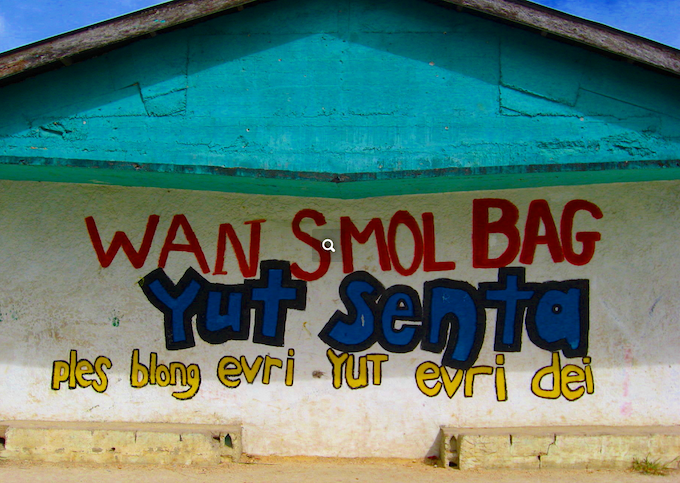 WAN SMOL BAG
Yut Senta
ples blong evri YUT evri dei